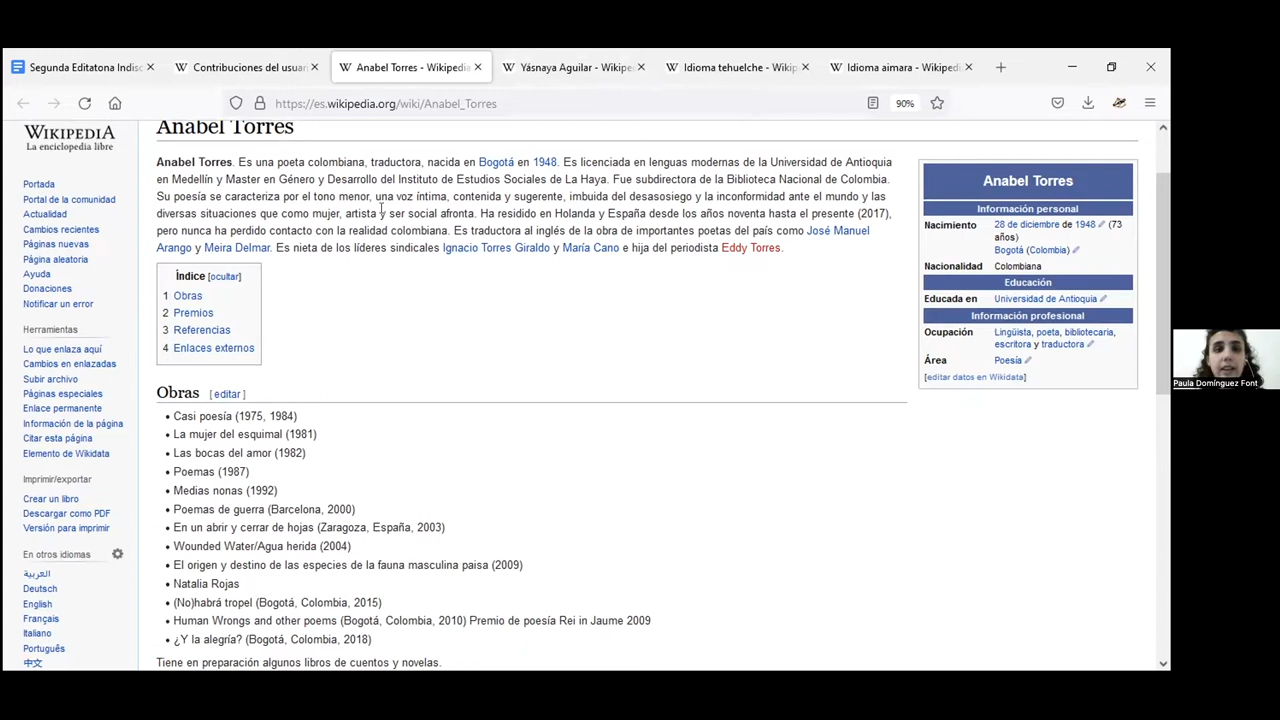 Segunda Editatona Indisc
Contribuciones del usuar
Anabel Torres - Wikipedia
Yásnaya Aguilar - Wikipe
Idioma tehuelche - Wikip
Idioma aimara - Wikipedi
https://es.wikipedia.org/wiki/Anabel_Torres
90%
WIKIPEDIA
La enciclopedia libre
Portada
Portal de la comunidad
Actualidad
Cambios recientes
Páginas nuevas
Página aleatoria
Ayuda
Donaciones
Notificar un error
Herramientas
Lo que enlaza aquí
Cambios en enlazadas
Subir archivo
Páginas especiales
Enlace permanente
Información de la página
Citar esta página
Elemento de Wikidata
Imprimir/exportar
Crear un libro
Descargar como PDF
Versión para imprimir
En otros idiomas
العربية
Deutsch
English
Français
Italiano
Português
中文
Anabel Torres
Anabel Torres. Es una poeta colombiana, traductora, nacida en Bogotá en 1948. Es licenciada en lenguas modernas de la Universidad de Antioquia
en Medellín y Master en Género y Desarrollo del Instituto de Estudios Sociales de La Haya. Fue subdirectora de la Biblioteca Nacional de Colombia.
Su poesía se caracteriza por el tono menor, una voz íntima, contenida y sugerente, imbuida del desasosiego y la inconformidad ante el mundo y las
diversas situaciones que como mujer, artista y ser social afronta. Ha residido en Holanda y España desde los años noventa hasta el presente (2017),
pero nunca ha perdido contacto con la realidad colombiana. Es traductora al inglés de la obra de importantes poetas del país como José Manuel
Arango y Meira Delmar. Es nieta de los líderes sindicales Ignacio Torres Giraldo y María Cano e hija del periodista Eddy Torres.
Índice [ocultar]
1 Obras
2 Premios
3 Referencias
4 Enlaces externos
Obras [ editar ]
• Casi poesía (1975, 1984)
• La mujer del esquimal (1981)
• Las bocas del amor (1982)
• Poemas (1987)
• Medias nonas (1992)
• Poemas de guerra (Barcelona, 2000)
• En un abrir y cerrar de hojas (Zaragoza, España, 2003)
• Wounded Water/Agua herida (2004)
• El origen y destino de las especies de la fauna masculina paisa (2009)
• Natalia Rojas
• (No)habrá tropel (Bogotá, Colombia, 2015)
• Human Wrongs and other poems (Bogotá, Colombia, 2010) Premio de poesía Rei in Jaume 2009
• ¿Y la alegría? (Bogotá, Colombia, 2018)
Tiene en preparación algunos libros de cuentos y novelas.
Anabel Torres
Información personal
Nacimiento 28 de diciembre de 1948 (73
años)
Bogotá (Colombia)
Nacionalidad Colombiana
Educación
Educada en Universidad de Antioquia
Información profesional
Ocupación Lingüista, poeta, bibliotecaria,
escritora y traductora
Área Poesía
[editar datos en Wikidata]
Paula Domínguez Font